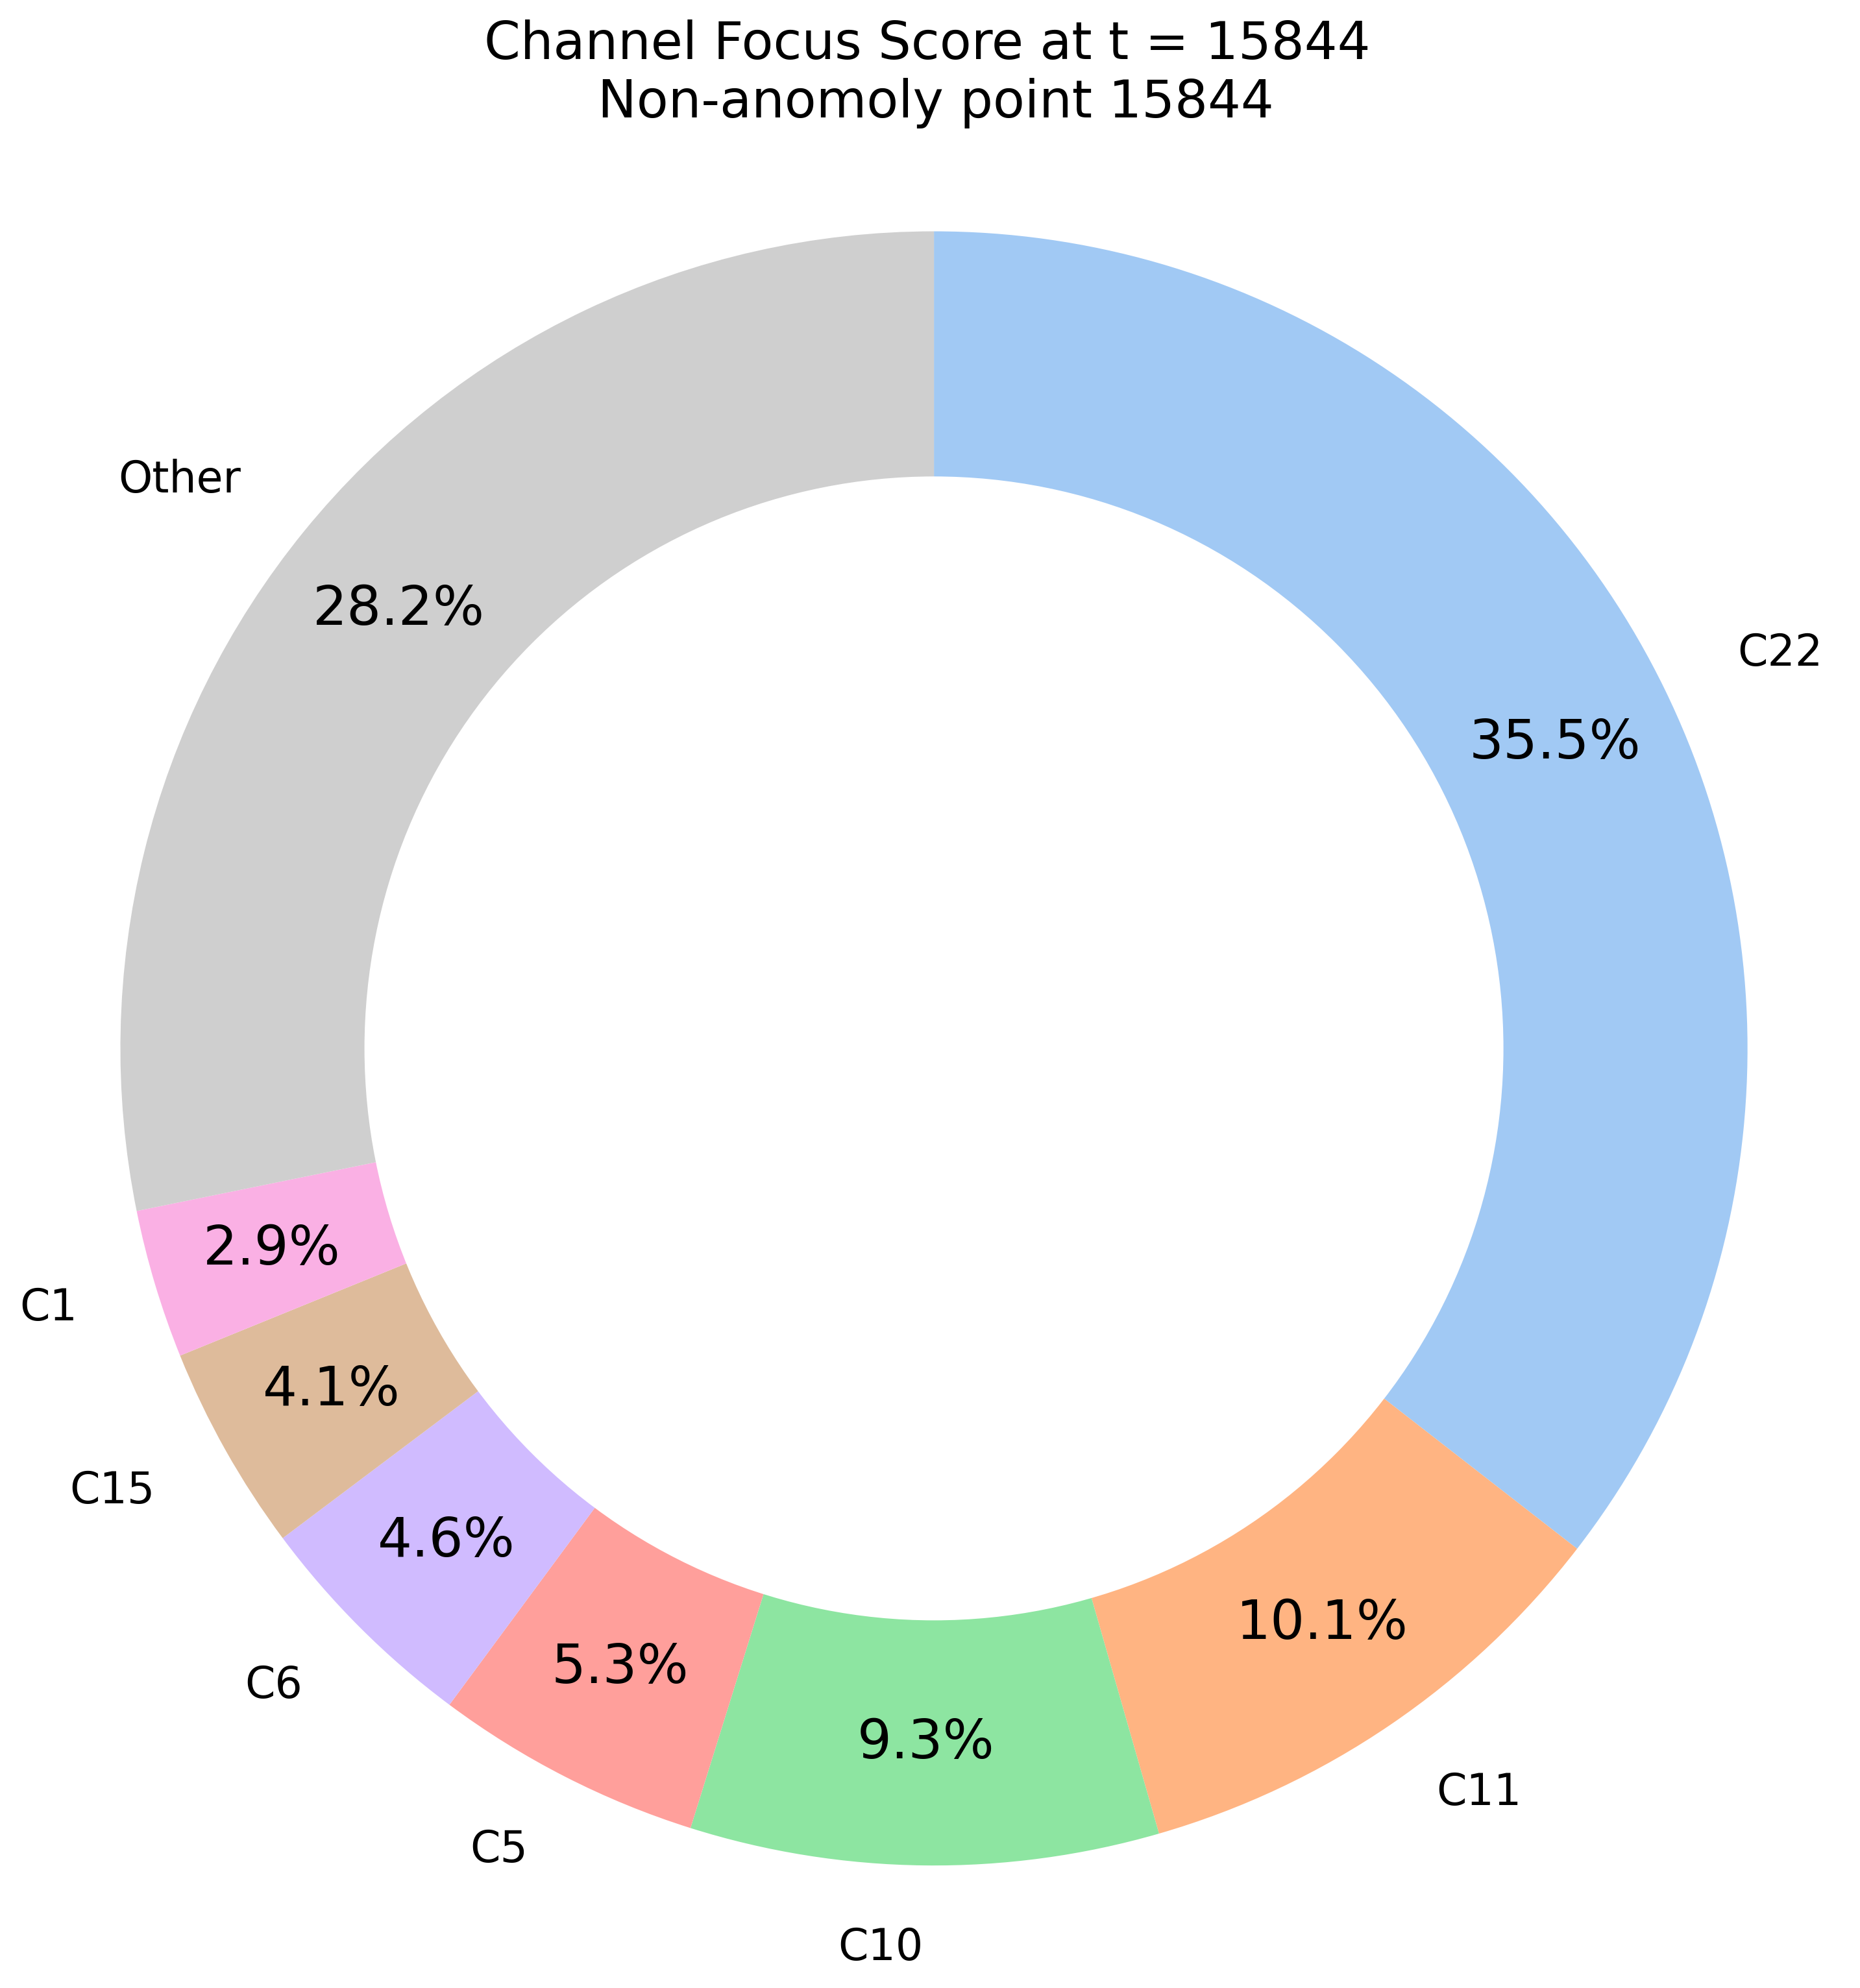 Channel Focus Score at t = 15844
Non-anomoly point 15844
Other
28.2%
C22
35.5%
2.9%
C1
4.1%
C15
4.6%
C6
5.3%
C5
9.3%
C10
10.1%
C11